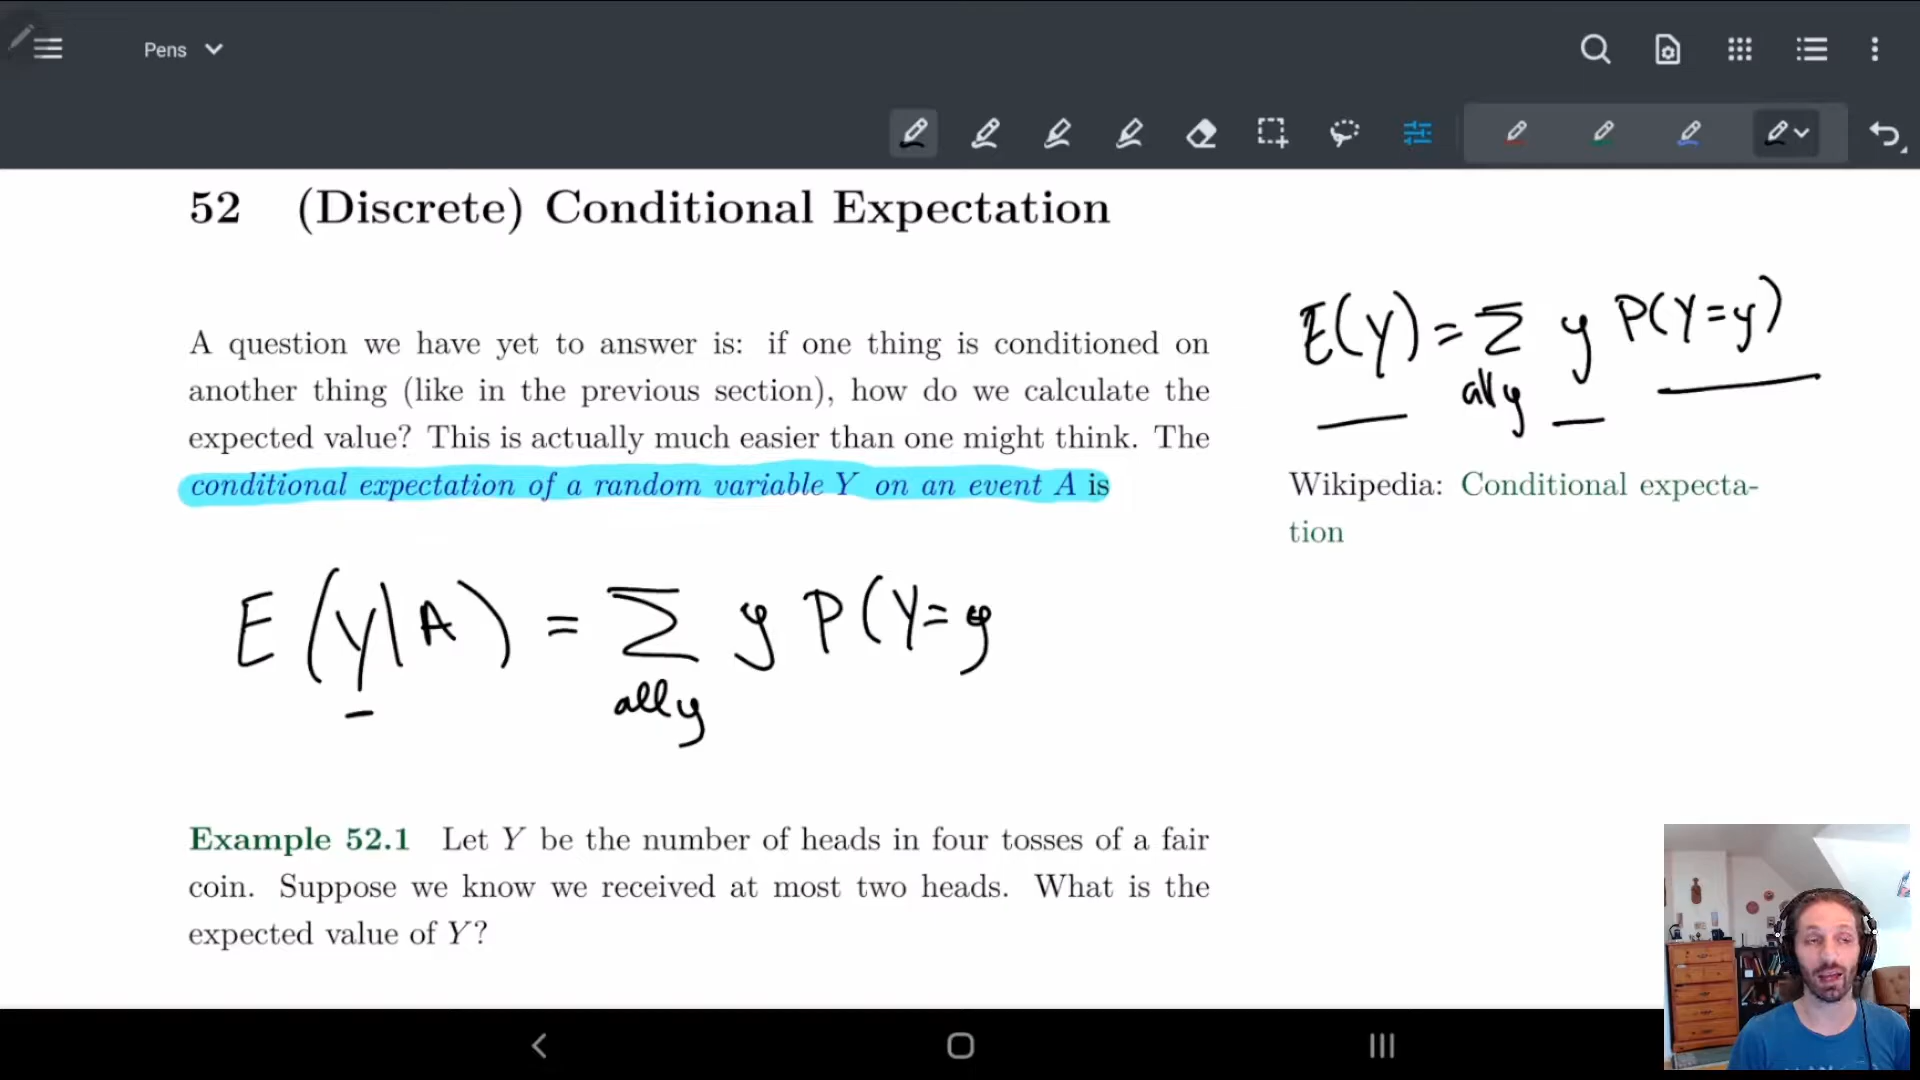 Pens
52 (Discrete) Conditional Expectation
E(Y) = Σ y P(Y=y)
all y
A question we have yet to answer is: if one thing is conditioned on
another thing (like in the previous section), how do we calculate the
expected value? This is actually much easier than one might think. The
conditional expectation of a random variable Y on an event A is
Wikipedia: Conditional expecta-
tion
E(Y|A) = Σ y P(Y=y
all y
Example 52.1 Let Y be the number of heads in four tosses of a fair
coin. Suppose we know we received at most two heads. What is the
expected value of Y?